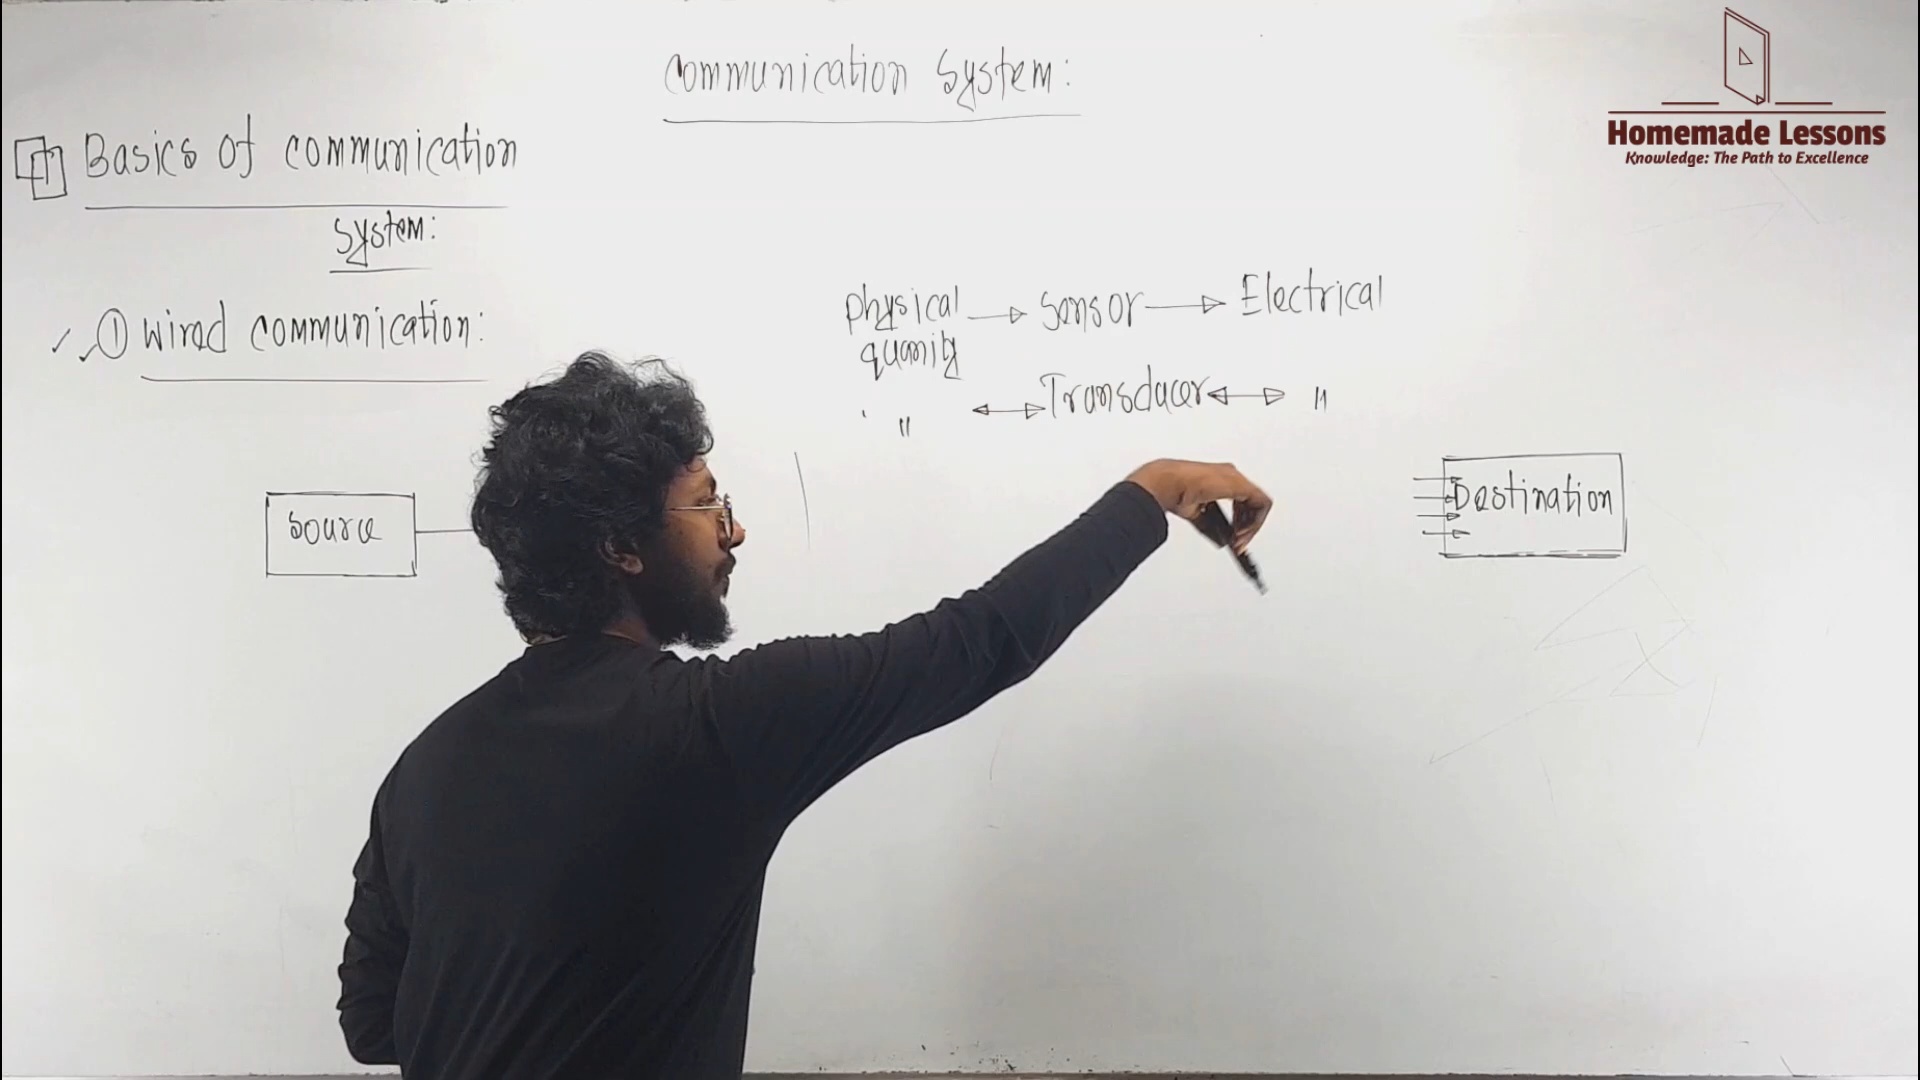 Communication System:
Homemade Lessons
Knowledge: The Path to Excellence
Basics of communication
System:
① Wired communication:
Physical → Sensor → Electrical
quanity
" ↔ Transducer ↔ "
Source
Destination